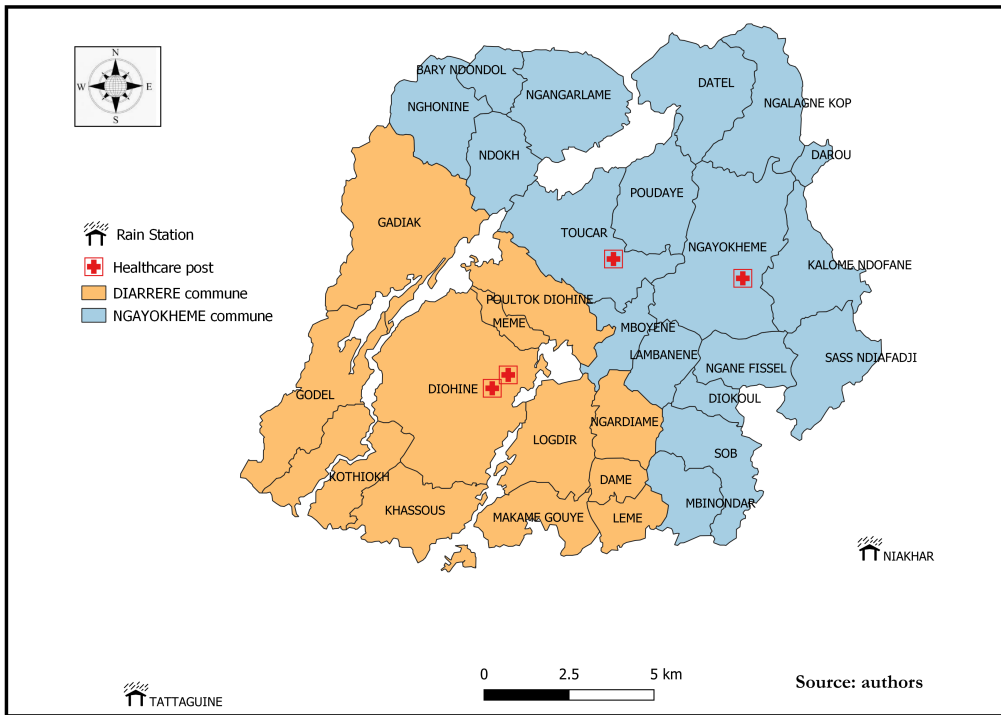 N
W E
S
Rain Station
Healthcare post
DIARRERE commune
NGAYOKHEME commune
BARY NDONDOL
NGHONINE
NGANGARLAME
DATEL
NGALAGNE KOP
NDOKH
DAROU
POUDAYE
GADIAK
TOUCAR
NGAYOKHEME
KALOME NDOFANE
POULTOK DIOHINE
MEME
MBOYENE
LAMBANENE
SASS NDIAFADJI
NGANE FISSEL
GODEL
DIOHINE
DIOKOUL
NGARDIAME
LOGDIR
SOB
KOTHIOKH
DAME
MBINONDAR
KHASSOUS
MAKAME GOUYE
LEME
NIAKHAR
TATTAGUINE
0 2.5 5 km
Source: authors